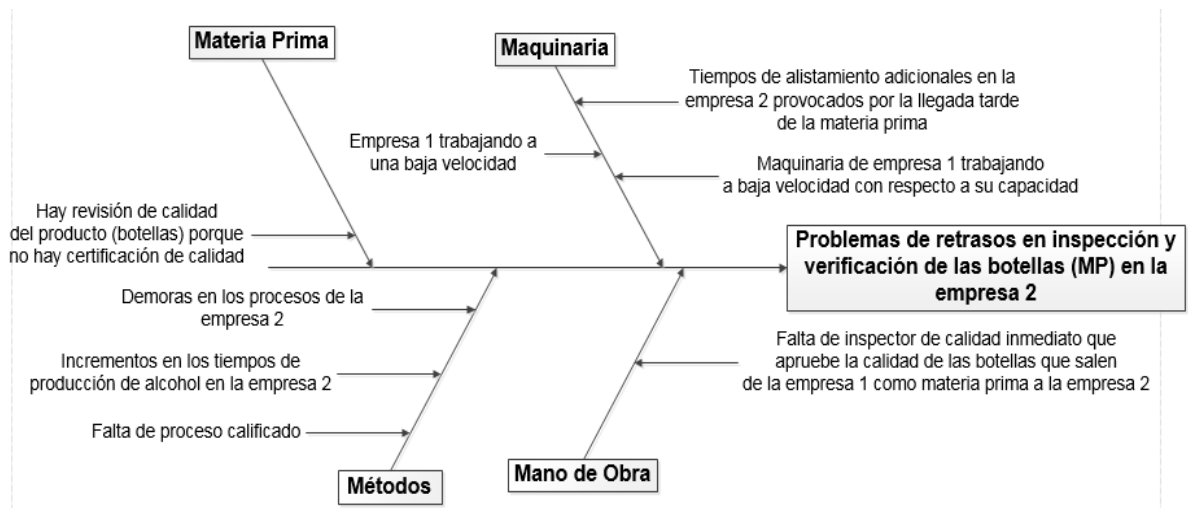 Materia Prima
Maquinaria
Tiempos de alistamiento adicionales en la
empresa 2 provocados por la llegada tarde
de la materia prima
Empresa 1 trabajando a
una baja velocidad
Maquinaria de empresa 1 trabajando
a baja velocidad con respecto a su capacidad
Hay revisión de calidad
del producto (botellas) porque
no hay certificación de calidad
Problemas de retrasos en inspección y
verificación de las botellas (MP) en la
empresa 2
Demoras en los procesos de la
empresa 2
Incrementos en los tiempos de
producción de alcohol en la empresa 2
Falta de proceso calificado
Falta de inspector de calidad inmediato que
apruebe la calidad de las botellas que salen
de la empresa 1 como materia prima a la empresa 2
Métodos
Mano de Obra